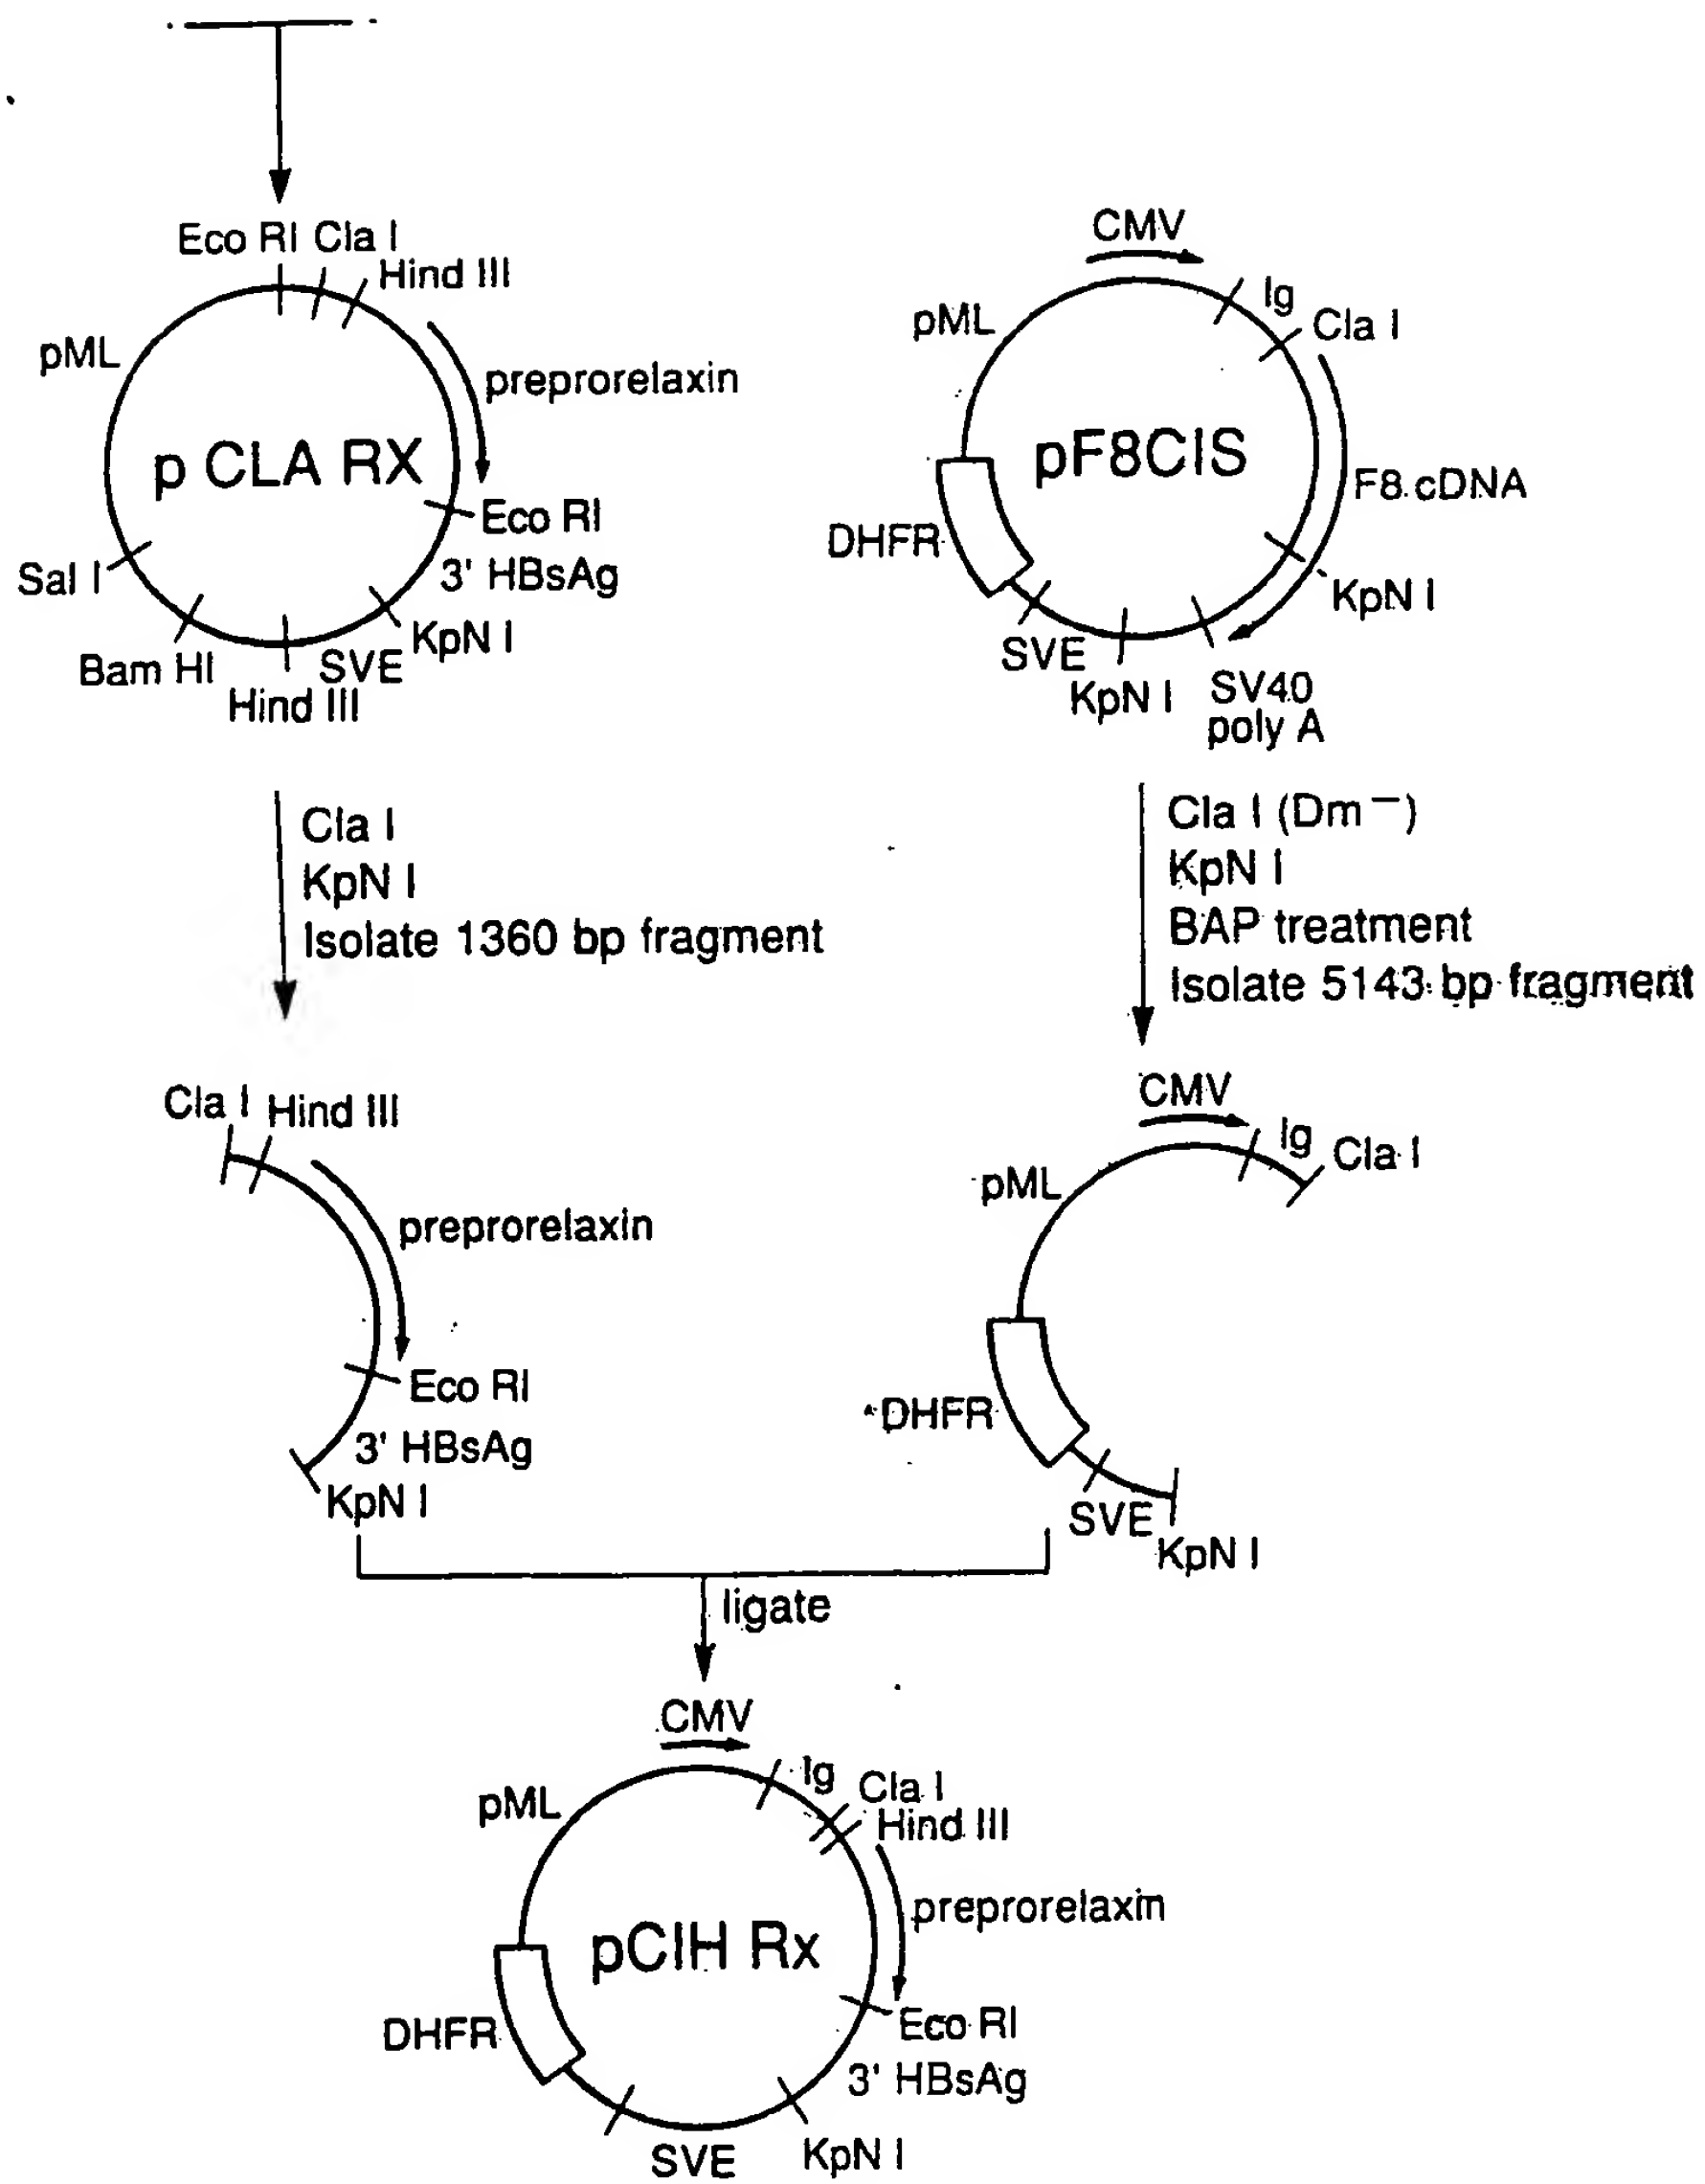 Eco RI Cla I
Hind III
pML
preprorelaxin
p CLA RX
Eco RI
3' HBsAg
Sal I
KpN I
Bam HI
SVE
Hind III
CMV
Ig
Cla I
pML
pF8CIS
F8 cDNA
DHFR
KpN I
SVE
KpN I
SV40
poly A
Cla I
KpN I
Isolate 1360 bp fragment
Cla I (Dm⁻)
KpN I
BAP treatment
Isolate 5143 bp fragment
Cla I Hind III
preprorelaxin
Eco RI
3' HBsAg
KpN I
CMV
Ig
Cla I
pML
DHFR
SVE
KpN I
ligate
CMV
Ig
Cla I
Hind III
pML
preprorelaxin
pCIH Rx
DHFR
Eco RI
3' HBsAg
SVE
KpN I